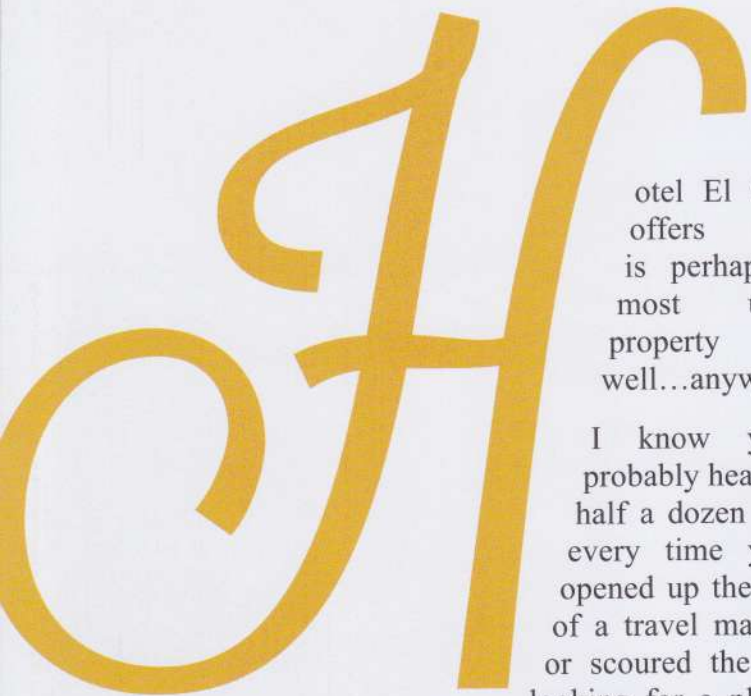 H
otel El
offers
is perhap
most
property
well...anyw
I know y
probably hea
half a dozen
every time y
opened up the
of a travel ma
or scoured the